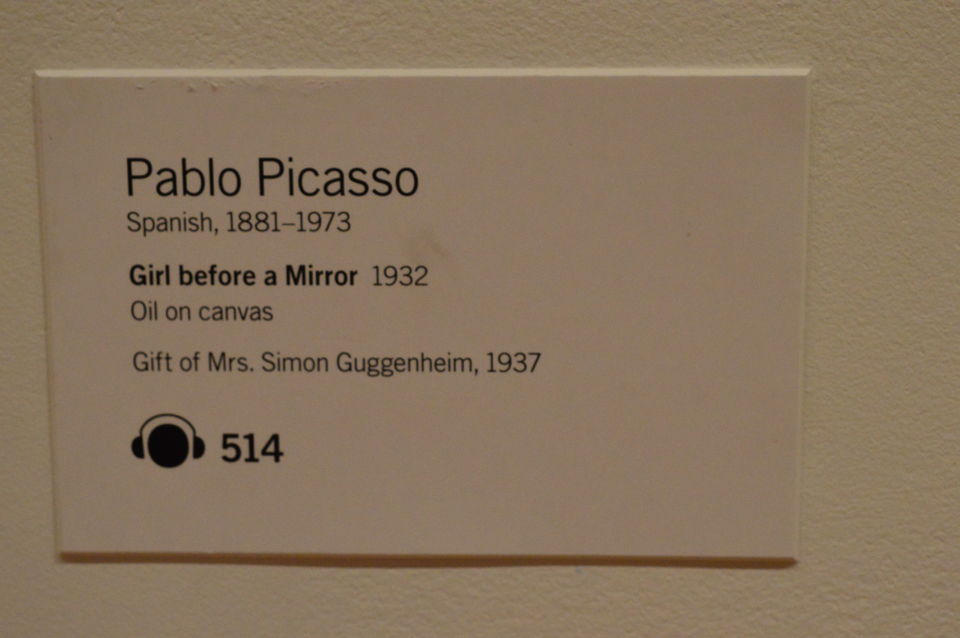 Pablo Picasso
Spanish, 1881–1973
Girl before a Mirror 1932
Oil on canvas
Gift of Mrs. Simon Guggenheim, 1937
514